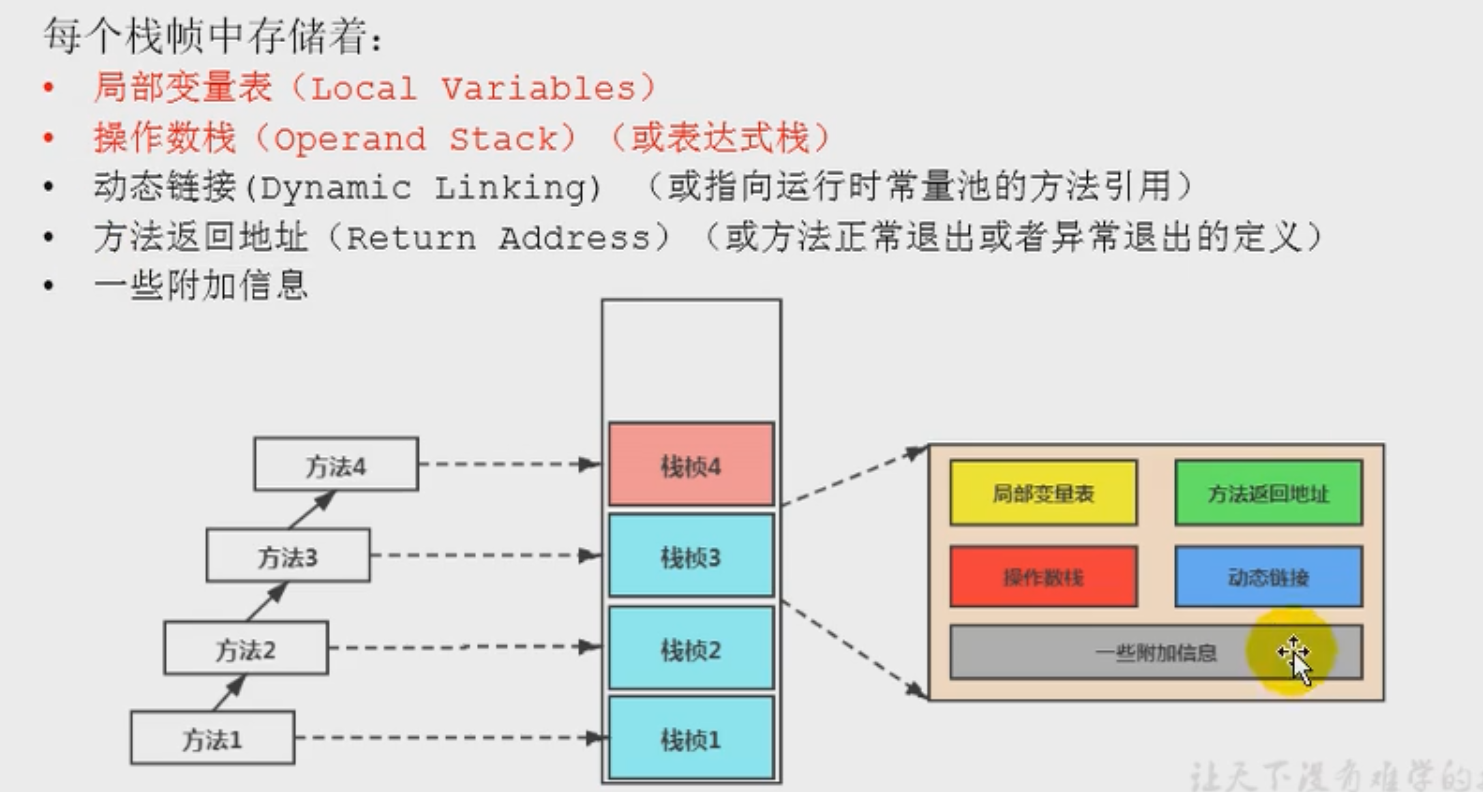 每个栈帧中存储着：
• 局部变量表（Local Variables）
• 操作数栈（Operand Stack）（或表达式栈）
• 动态链接(Dynamic Linking) （或指向运行时常量池的方法引用）
• 方法返回地址（Return Address）（或方法正常退出或者异常退出的定义）
• 一些附加信息
方法4
栈桢4
局部变量表
方法返回地址
方法3
栈桢3
操作数栈
动态链接
方法2
栈桢2
一些附加信息
方法1
栈桢1
让天下没有难学的